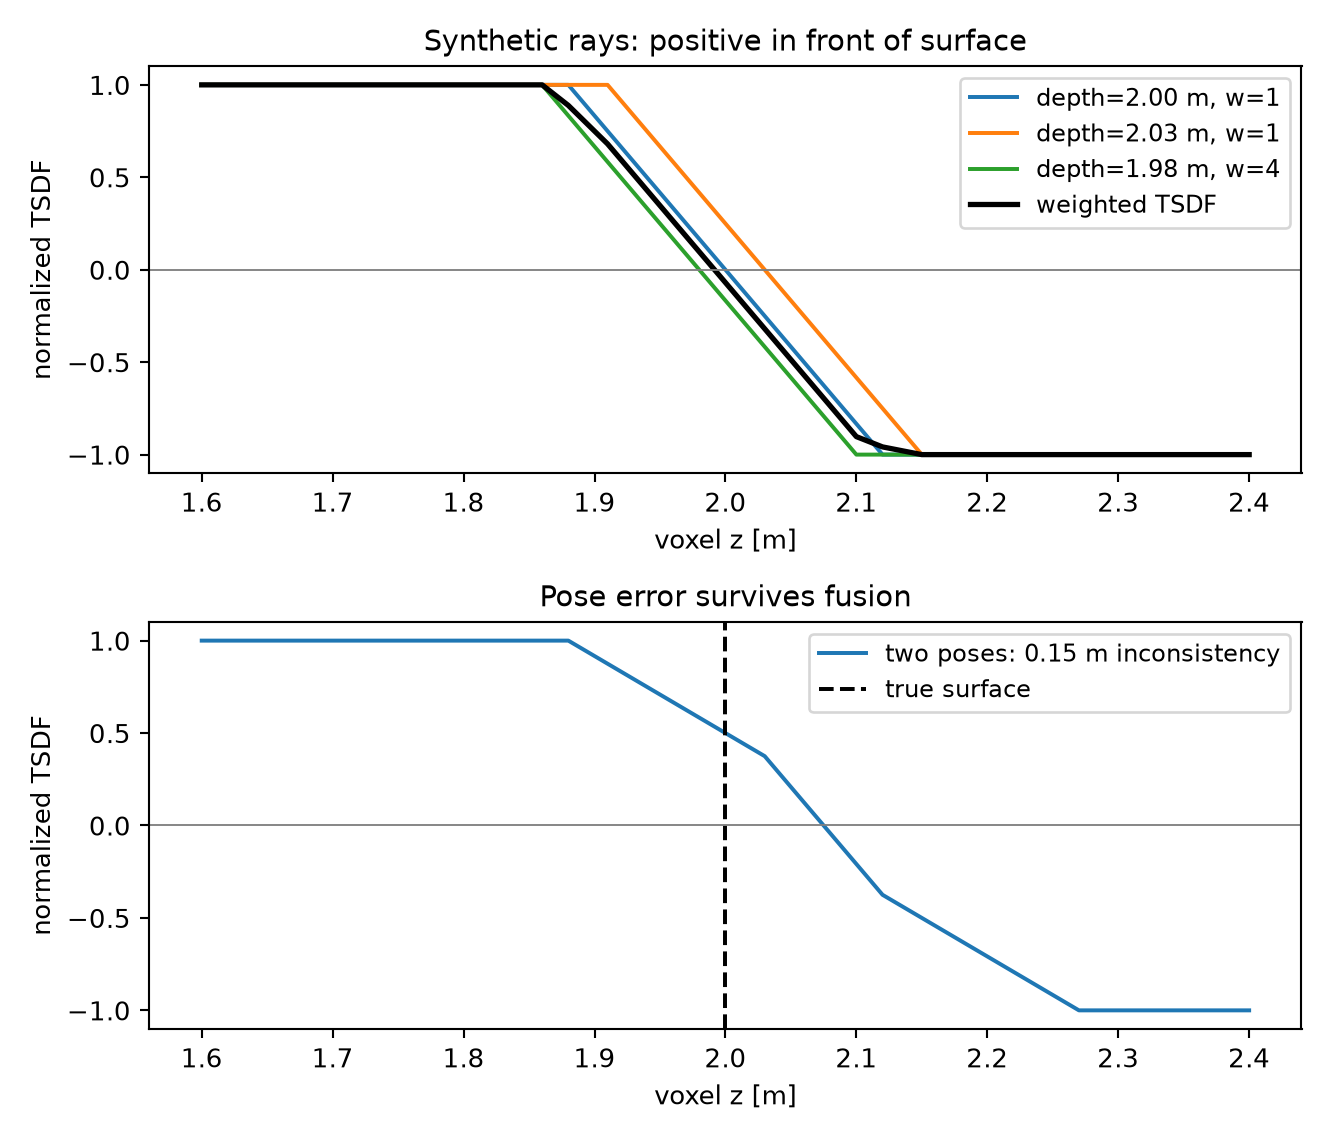 Synthetic rays: positive in front of surface
normalized TSDF
1.0
0.5
0.0
−0.5
−1.0
depth=2.00 m, w=1
depth=2.03 m, w=1
depth=1.98 m, w=4
weighted TSDF
1.6 1.7 1.8 1.9 2.0 2.1 2.2 2.3 2.4
voxel z [m]
Pose error survives fusion
normalized TSDF
1.0
0.5
0.0
−0.5
−1.0
two poses: 0.15 m inconsistency
true surface
1.6 1.7 1.8 1.9 2.0 2.1 2.2 2.3 2.4
voxel z [m]